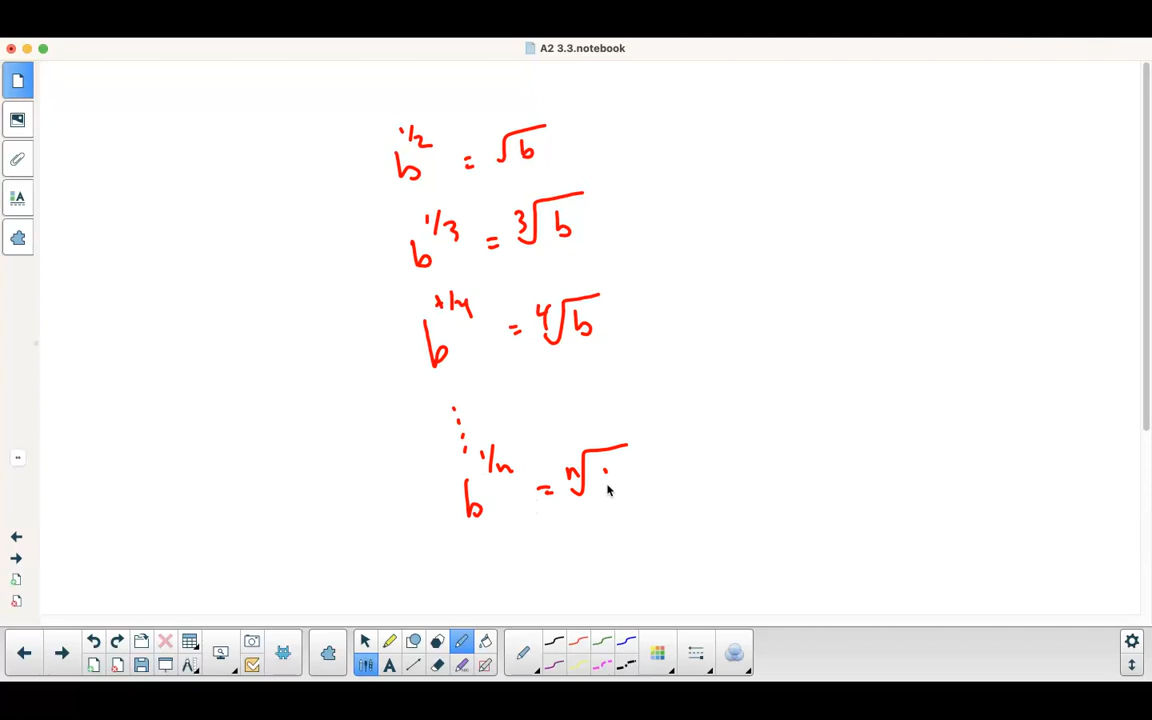 A2 3.3.notebook
b^{1/2} = √b
b^{1/3} = ∛b
b^{1/4} = ∜b
⋮
b^{1/n} = ⁿ√